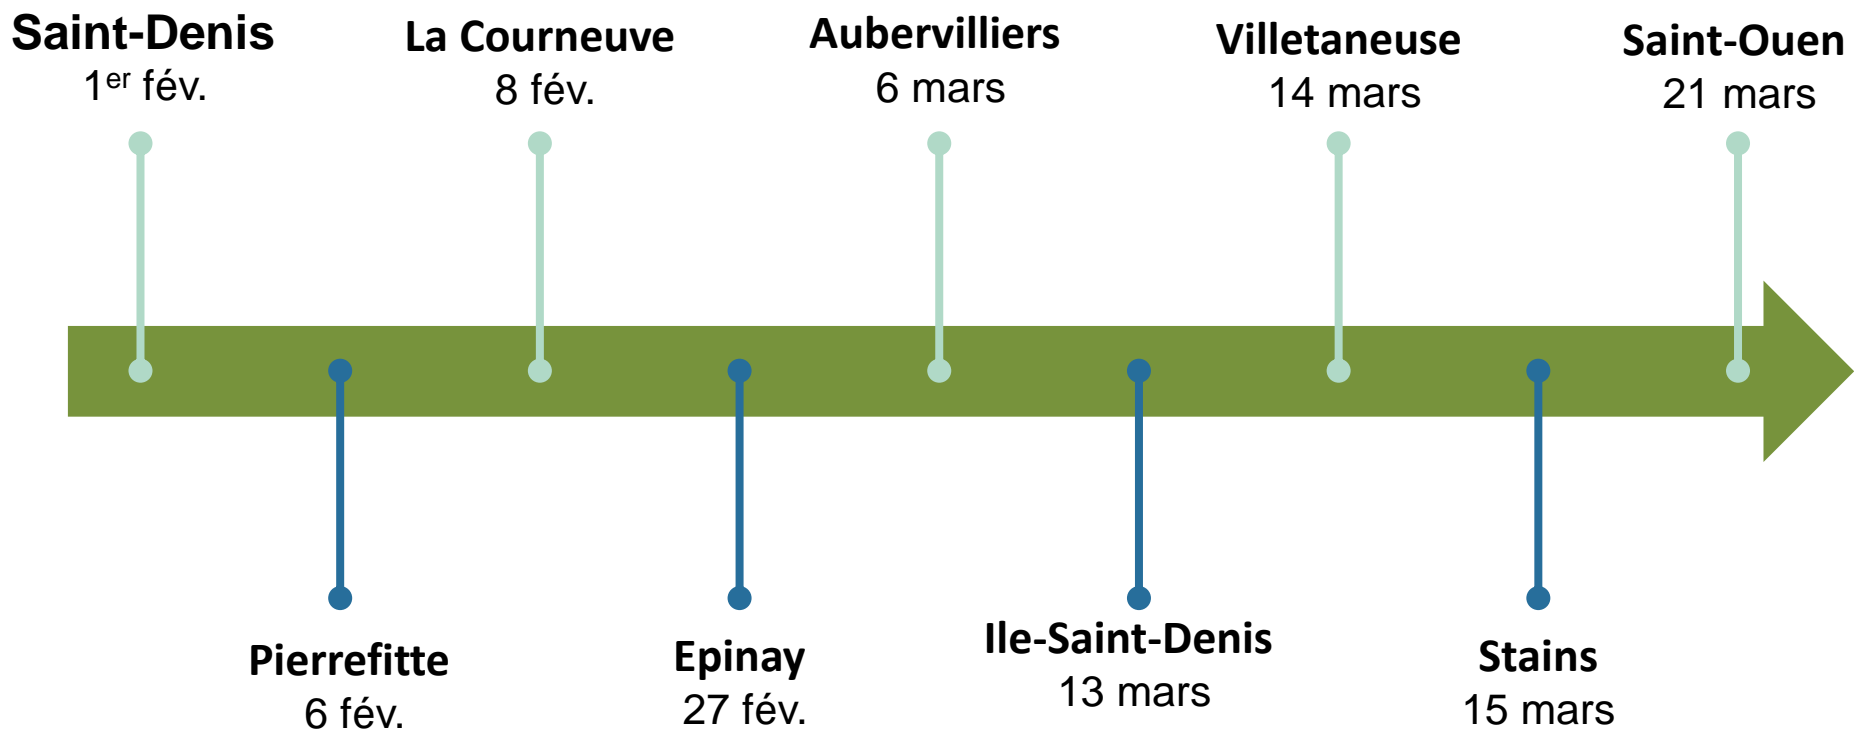 Saint-Denis
1er fév.
La Courneuve
8 fév.
Aubervilliers
6 mars
Villetaneuse
14 mars
Saint-Ouen
21 mars
Pierrefitte
6 fév.
Epinay
27 fév.
Ile-Saint-Denis
13 mars
Stains
15 mars